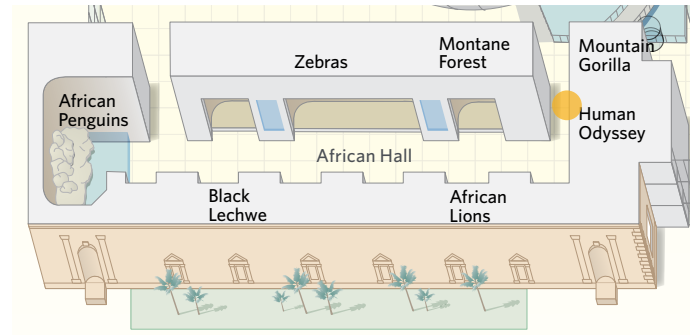 Zebras
Montane
Forest
Mountain
Gorilla
African
Penguins
Human
Odyssey
African Hall
Black
Lechwe
African
Lions